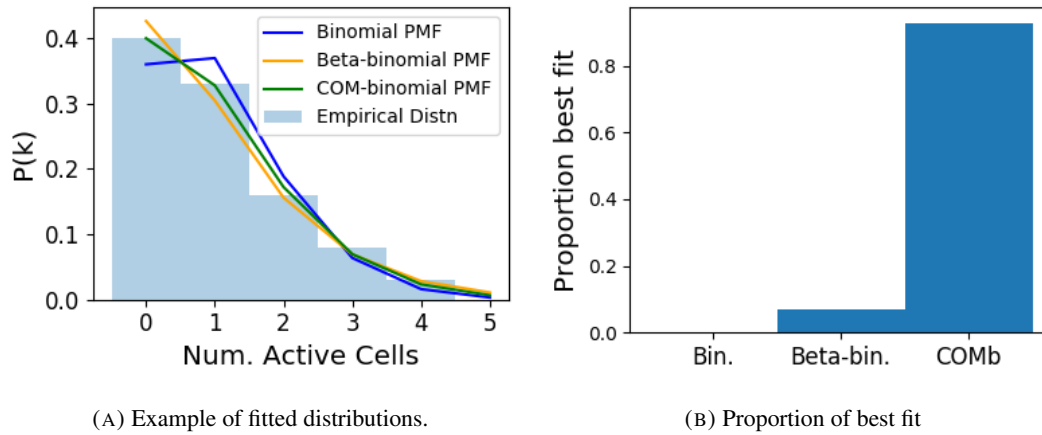 P(k)
0.4
0.3
0.2
0.1
0.0
Binomial PMF
Beta-binomial PMF
COM-binomial PMF
Empirical Distn
0 1 2 3 4 5
Num. Active Cells
(A) Example of fitted distributions.
Proportion best fit
0.8
0.6
0.4
0.2
0.0
Bin. Beta-bin. COMb
(B) Proportion of best fit